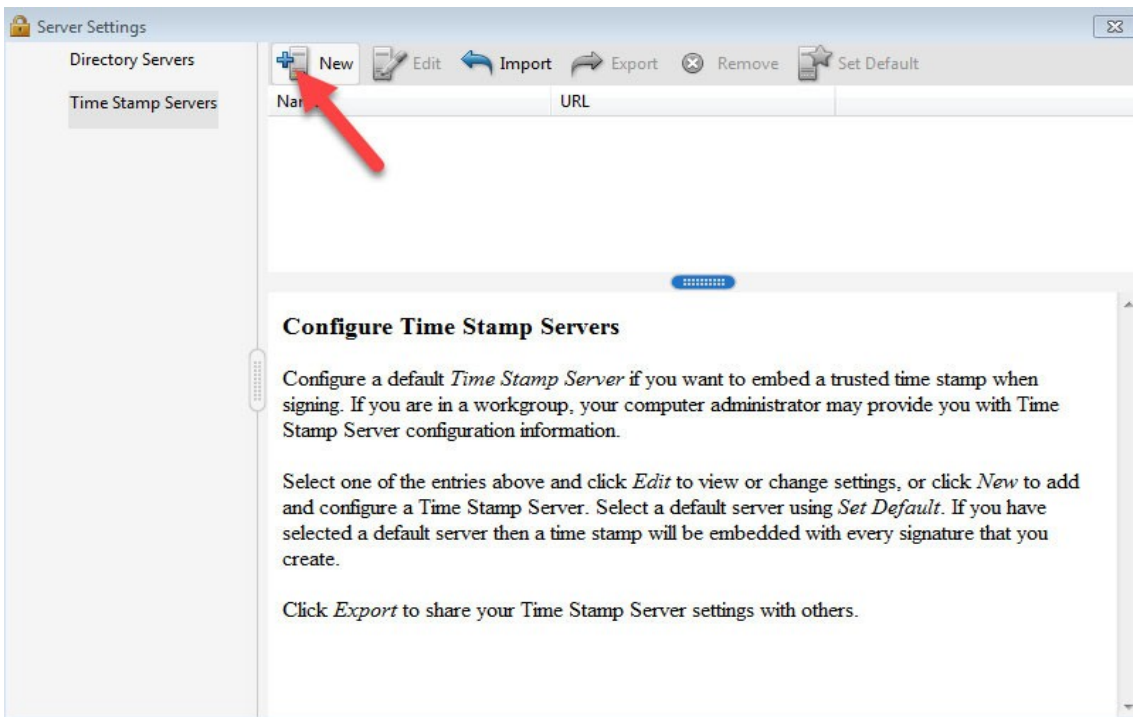 Server Settings
Directory Servers
Time Stamp Servers
New Edit Import Export Remove Set Default
URL
Configure Time Stamp Servers
Configure a default Time Stamp Server if you want to embed a trusted time stamp when
signing. If you are in a workgroup, your computer administrator may provide you with Time
Stamp Server configuration information.
Select one of the entries above and click Edit to view or change settings, or click New to add
and configure a Time Stamp Server. Select a default server using Set Default. If you have
selected a default server then a time stamp will be embedded with every signature that you
create.
Click Export to share your Time Stamp Server settings with others.